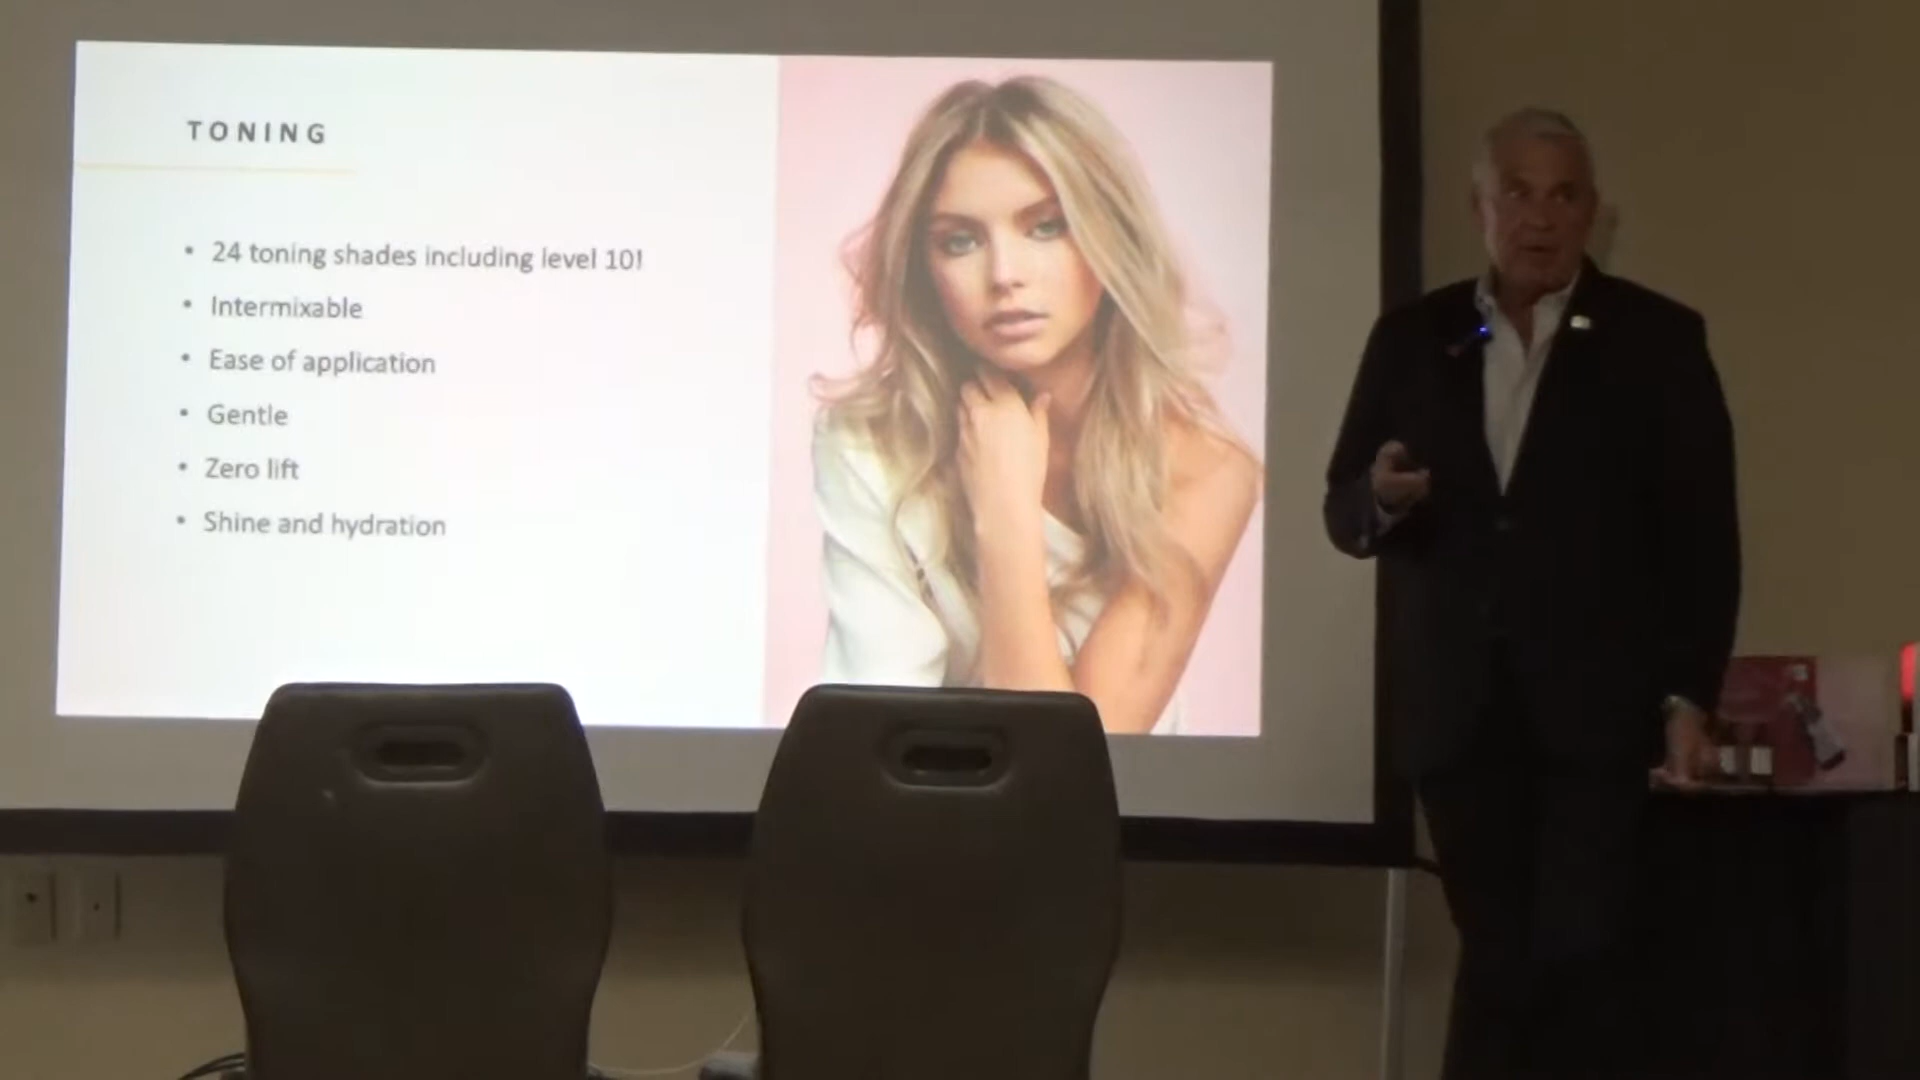 TONING
• 24 toning shades including level 10!
• Intermixable
• Ease of application
• Gentle
• Zero lift
• Shine and hydration